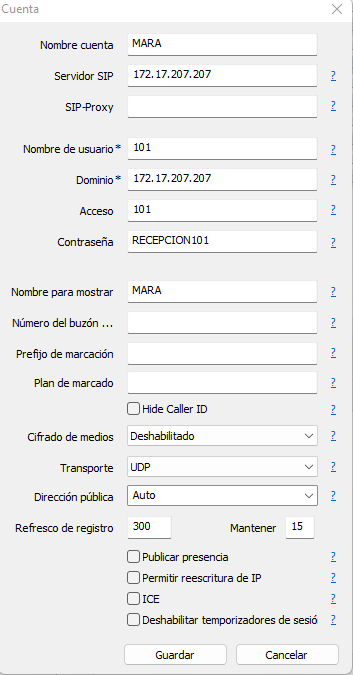 Cuenta
Nombre cuenta MARA
Servidor SIP 172.17.207.207 ?
SIP-Proxy ?
Nombre de usuario* 101 ?
Dominio* 172.17.207.207 ?
Acceso 101 ?
Contraseña RECEPCION101 ?
Nombre para mostrar MARA ?
Número del buzón ... ?
Prefijo de marcación ?
Plan de marcado ?
Hide Caller ID ?
Cifrado de medios Deshabilitado ?
Transporte UDP ?
Dirección pública Auto ?
Refresco de registro 300 Mantener 15 ?
Publicar presencia ?
Permitir reescritura de IP ?
ICE ?
Deshabilitar temporizadores de sesió ?
Guardar Cancelar